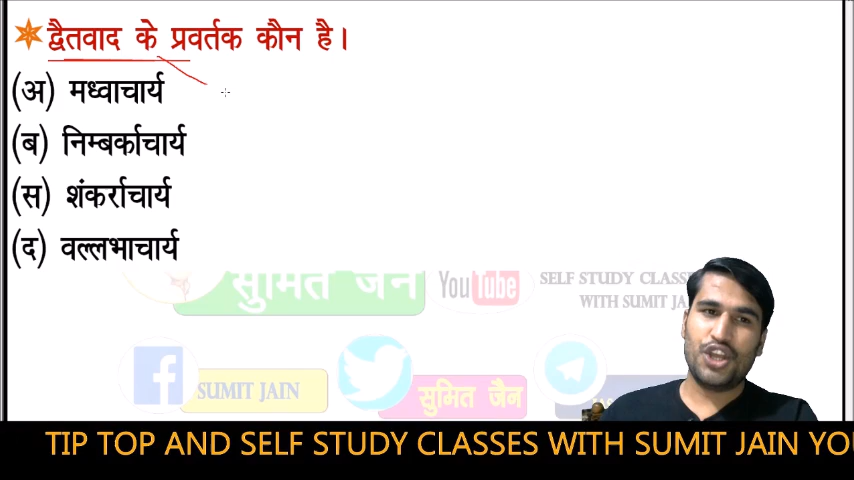 द्वैतवाद के प्रवर्तक कौन है।
(अ) मध्वाचार्य
(ब) निम्बर्काचार्य
(स) शंकर्राचार्य
(द) वल्लभाचार्य
सुमित जैन
YouTube
SELF STUDY CLASSES
WITH SUMIT JA
SUMIT JAIN
सुमित जैन
TIP TOP AND SELF STUDY CLASSES WITH SUMIT JAIN YO